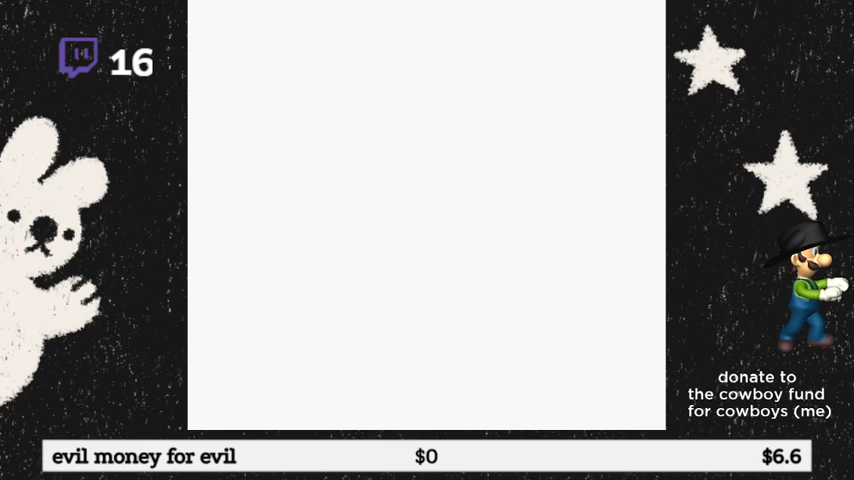 16
donate to
the cowboy fund
for cowboys (me)
evil money for evil $0 $6.6